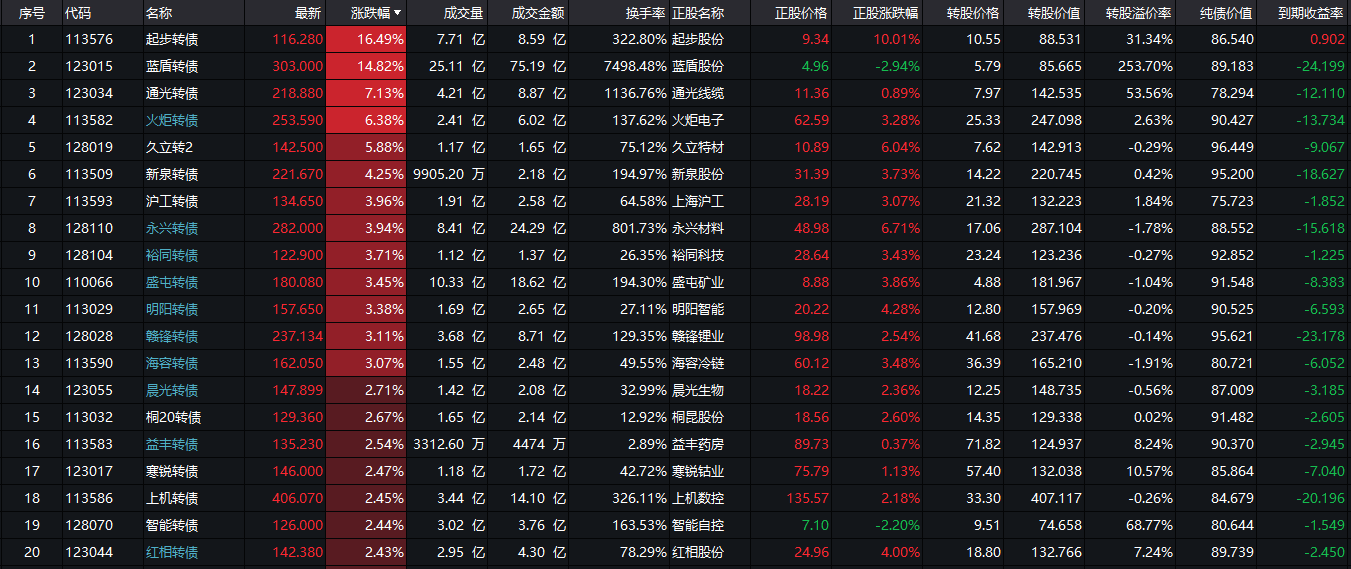 序号 代码 名称 最新 涨跌幅 成交量 成交金额 换手率 正股名称 正股价格 正股涨跌幅 转股价格 转股价值 转股溢价率 纯债价值 到期收益率
1 113576 起步转债 116.280 16.49% 7.71 亿 8.59 亿 322.80% 起步股份 9.34 10.01% 10.55 88.531 31.34% 86.540 0.902
2 123015 蓝盾转债 303.000 14.82% 25.11 亿 75.19 亿 7498.48% 蓝盾股份 4.96 -2.94% 5.79 85.665 253.70% 89.183 -24.199
3 123034 通光转债 218.880 7.13% 4.21 亿 8.87 亿 1136.76% 通光线缆 11.36 0.89% 7.97 142.535 53.56% 78.294 -12.110
4 113582 火炬转债 253.590 6.38% 2.41 亿 6.02 亿 137.62% 火炬电子 62.59 3.28% 25.33 247.098 2.63% 90.427 -13.734
5 128019 久立转2 142.500 5.88% 1.17 亿 1.65 亿 75.12% 久立特材 10.89 6.04% 7.62 142.913 -0.29% 96.449 -9.067
6 113509 新泉转债 221.670 4.25% 9905.20 万 2.18 亿 194.97% 新泉股份 31.39 3.73% 14.22 220.745 0.42% 95.200 -18.627
7 113593 沪工转债 134.650 3.96% 1.91 亿 2.58 亿 64.58% 上海沪工 28.19 3.07% 21.32 132.223 1.84% 75.723 -1.852
8 128110 永兴转债 282.000 3.94% 8.41 亿 24.29 亿 801.73% 永兴材料 48.98 6.71% 17.06 287.104 -1.78% 88.552 -15.618
9 128104 裕同转债 122.900 3.71% 1.12 亿 1.37 亿 26.35% 裕同科技 28.64 3.43% 23.24 123.236 -0.27% 92.852 -1.225
10 110066 盛屯转债 180.080 3.45% 10.33 亿 18.62 亿 194.30% 盛屯矿业 8.88 3.86% 4.88 181.967 -1.04% 91.548 -8.383
11 113029 明阳转债 157.650 3.38% 1.69 亿 2.65 亿 27.11% 明阳智能 20.22 4.28% 12.80 157.969 -0.20% 90.525 -6.593
12 128028 赣锋转债 237.134 3.11% 3.68 亿 8.71 亿 129.35% 赣锋锂业 98.98 2.54% 41.68 237.476 -0.14% 95.621 -23.178
13 113590 海容转债 162.050 3.07% 1.55 亿 2.48 亿 49.55% 海容冷链 60.12 3.48% 36.39 165.210 -1.91% 80.721 -6.052
14 123055 晨光转债 147.899 2.71% 1.42 亿 2.08 亿 32.99% 晨光生物 18.22 2.36% 12.25 148.735 -0.56% 87.009 -3.185
15 113032 桐20转债 129.360 2.67% 1.65 亿 2.14 亿 12.92% 桐昆股份 18.56 2.60% 14.35 129.338 0.02% 91.482 -2.605
16 113583 益丰转债 135.230 2.54% 3312.60 万 4474 万 2.89% 益丰药房 89.73 0.37% 71.82 124.937 8.24% 90.370 -2.945
17 123017 寒锐转债 146.000 2.47% 1.18 亿 1.72 亿 42.72% 寒锐钴业 75.79 1.13% 57.40 132.038 10.57% 85.864 -7.040
18 113586 上机转债 406.070 2.45% 3.44 亿 14.10 亿 326.11% 上机数控 135.57 2.18% 33.30 407.117 -0.26% 84.679 -20.196
19 128070 智能转债 126.000 2.44% 3.02 亿 3.76 亿 163.53% 智能自控 7.10 -2.20% 9.51 74.658 68.77% 80.644 -1.549
20 123044 红相转债 142.380 2.43% 2.95 亿 4.30 亿 78.29% 红相股份 24.96 4.00% 18.80 132.766 7.24% 89.739 -2.450